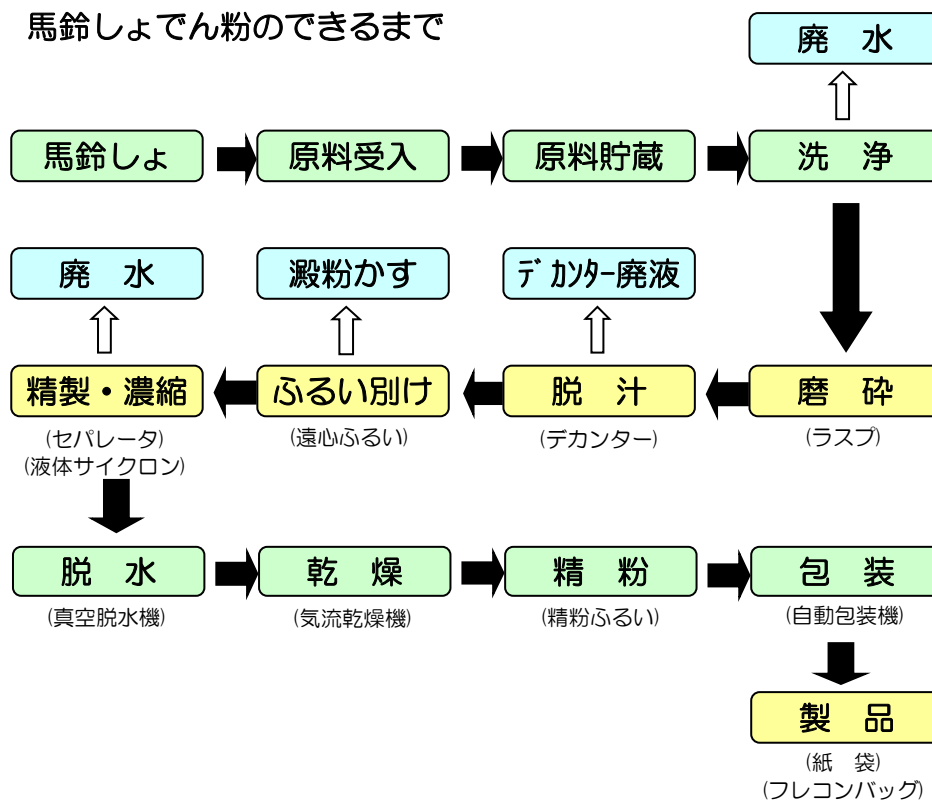 馬鈴しょでん粉のできるまで
廃 水
馬鈴しょ
原料受入
原料貯蔵
洗 浄
廃 水
澱粉かす
デカンター廃液
精製・濃縮
ふるい別け
脱 汁
磨 砕
(セパレータ)
(液体サイクロン)
(遠心ふるい)
(デカンター)
(ラスプ)
脱 水
乾 燥
精 粉
包 装
(真空脱水機)
(気流乾燥機)
(精粉ふるい)
(自動包装機)
製 品
(紙 袋)
(フレコンバッグ)